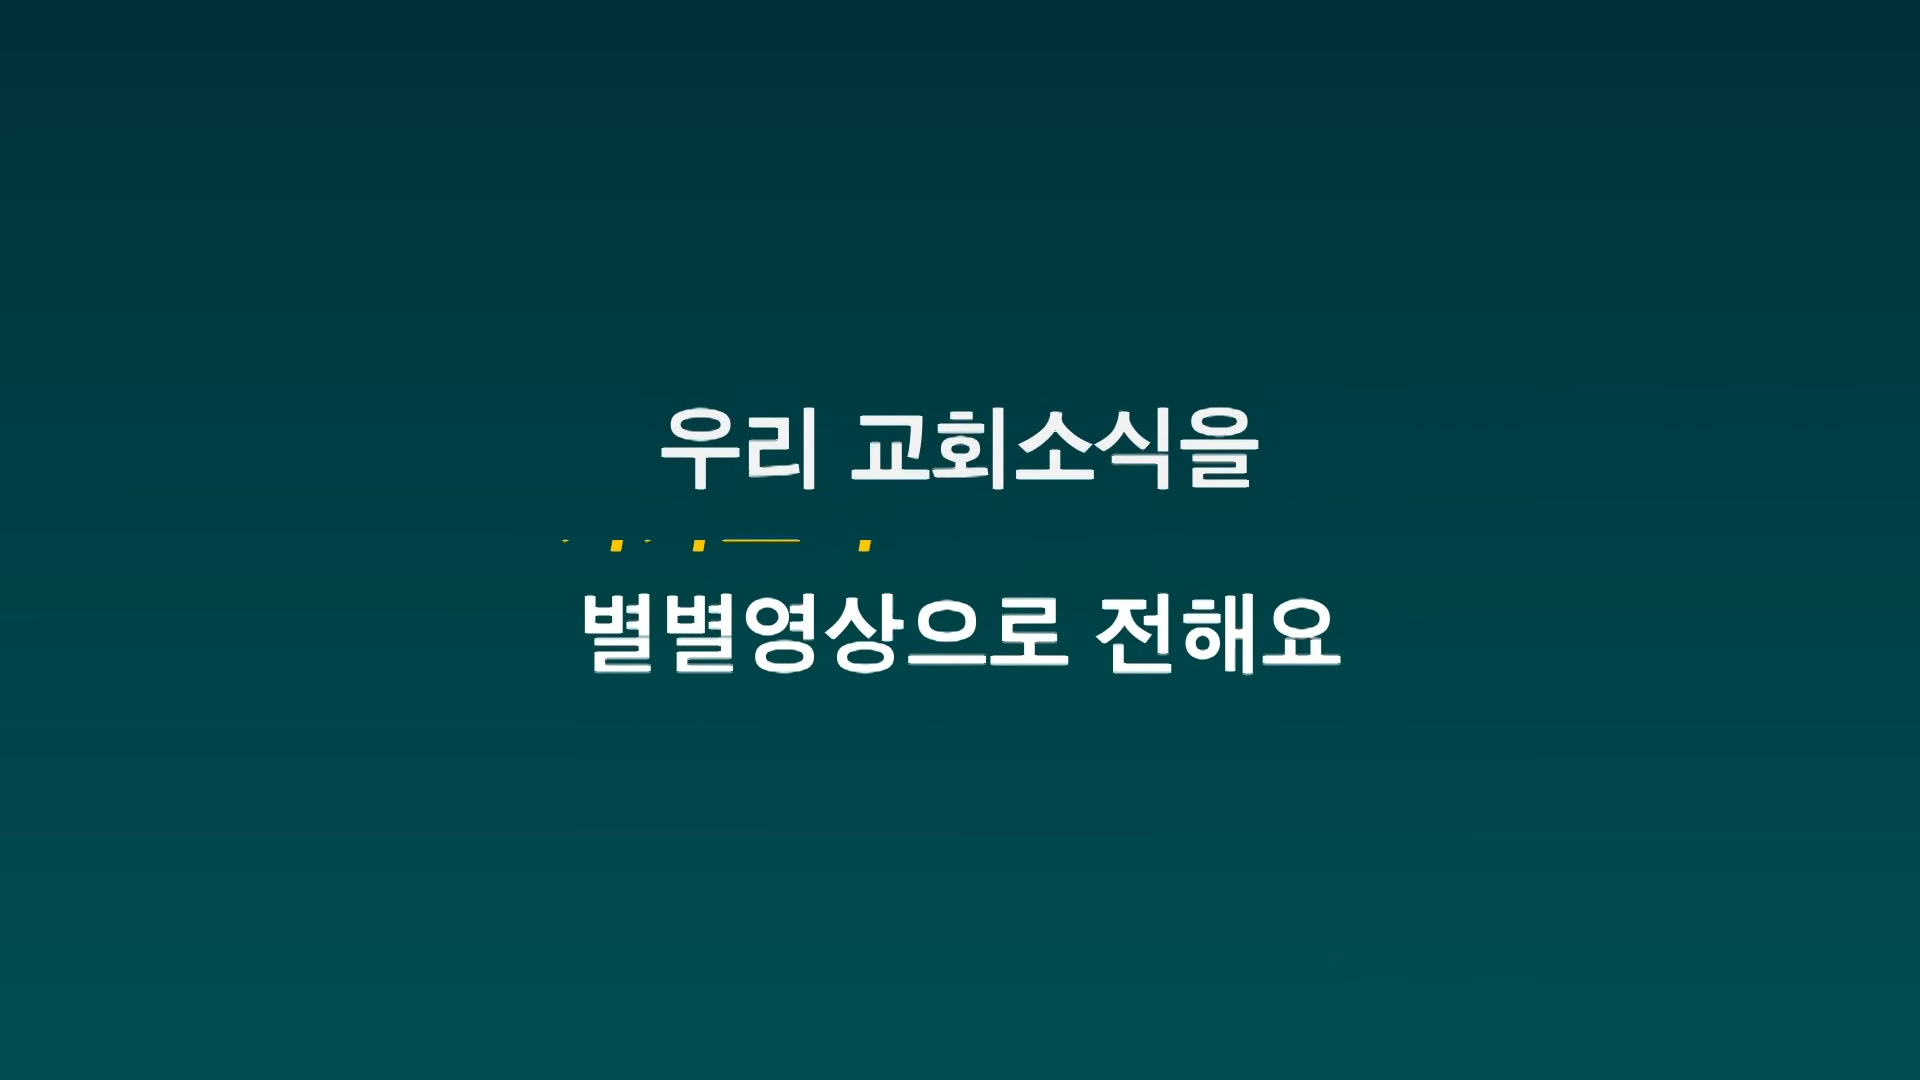 우리 교회소식을
별별영상으로 전해요